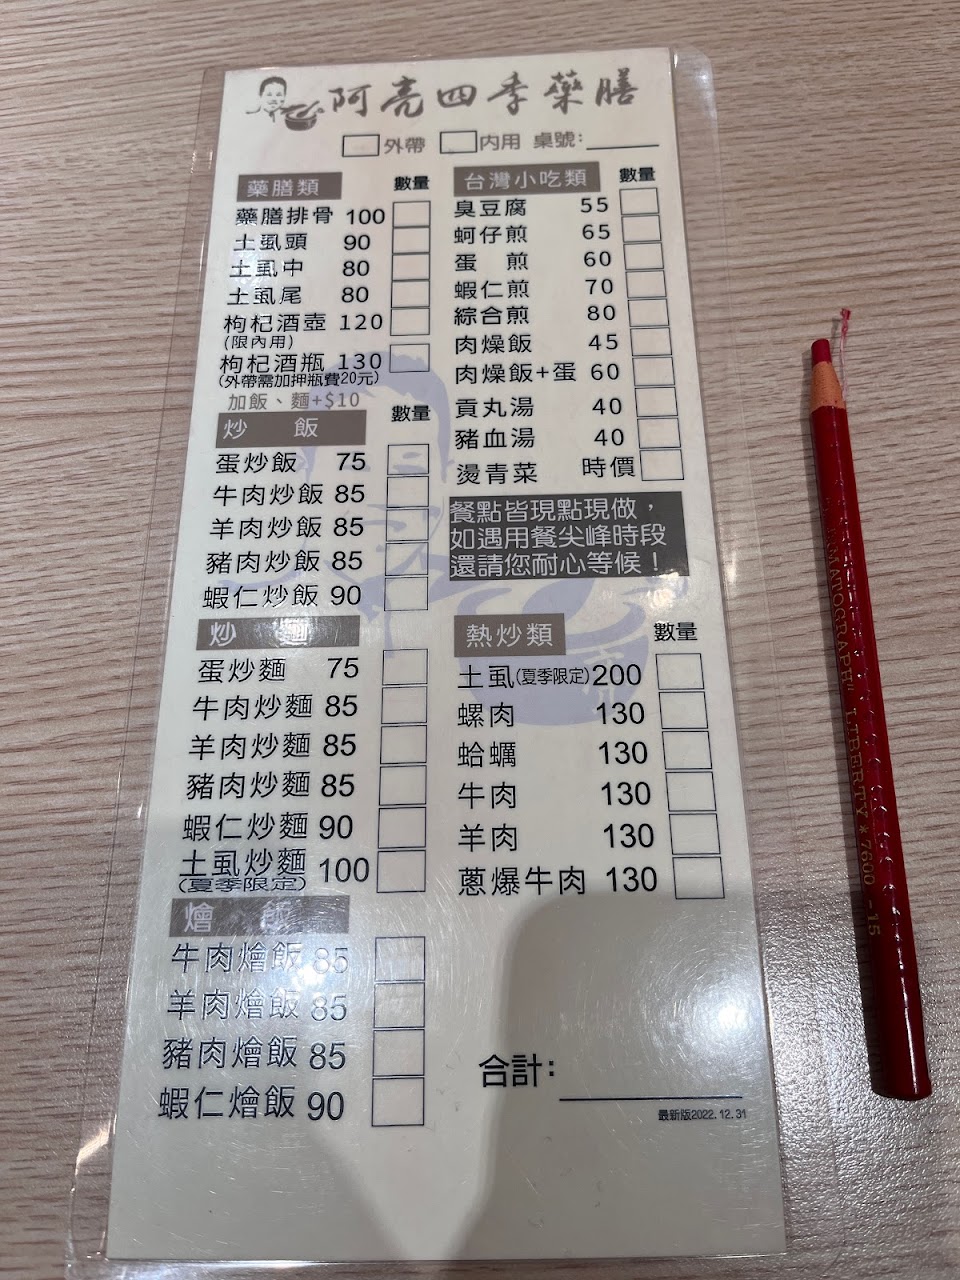 阿亮四季藥膳
外帶 內用 桌號:
藥膳類 數量
藥膳排骨 100
土虱頭 90
土虱中 80
土虱尾 80
枸杞酒壺 120
(限內用)
枸杞酒瓶 130
(外帶需加押瓶費20元)
加飯、麵+$10
炒 飯 數量
蛋炒飯 75
牛肉炒飯 85
羊肉炒飯 85
豬肉炒飯 85
蝦仁炒飯 90
炒 麵
蛋炒麵 75
牛肉炒麵 85
羊肉炒麵 85
豬肉炒麵 85
蝦仁炒麵 90
土虱炒麵 100
(夏季限定)
燴 飯
牛肉燴飯 85
羊肉燴飯 85
豬肉燴飯 85
蝦仁燴飯 90
台灣小吃類 數量
臭豆腐 55
蚵仔煎 65
蛋 煎 60
蝦仁煎 70
綜合煎 80
肉燥飯 45
肉燥飯+蛋 60
貢丸湯 40
豬血湯 40
燙青菜 時價
餐點皆現點現做，
如遇用餐尖峰時段
還請您耐心等候！
熱炒類 數量
土虱(夏季限定)200
螺肉 130
蛤蠣 130
牛肉 130
羊肉 130
蔥爆牛肉 130
合計:
最新版2022.12.31
LIBERTY * 7600 -15